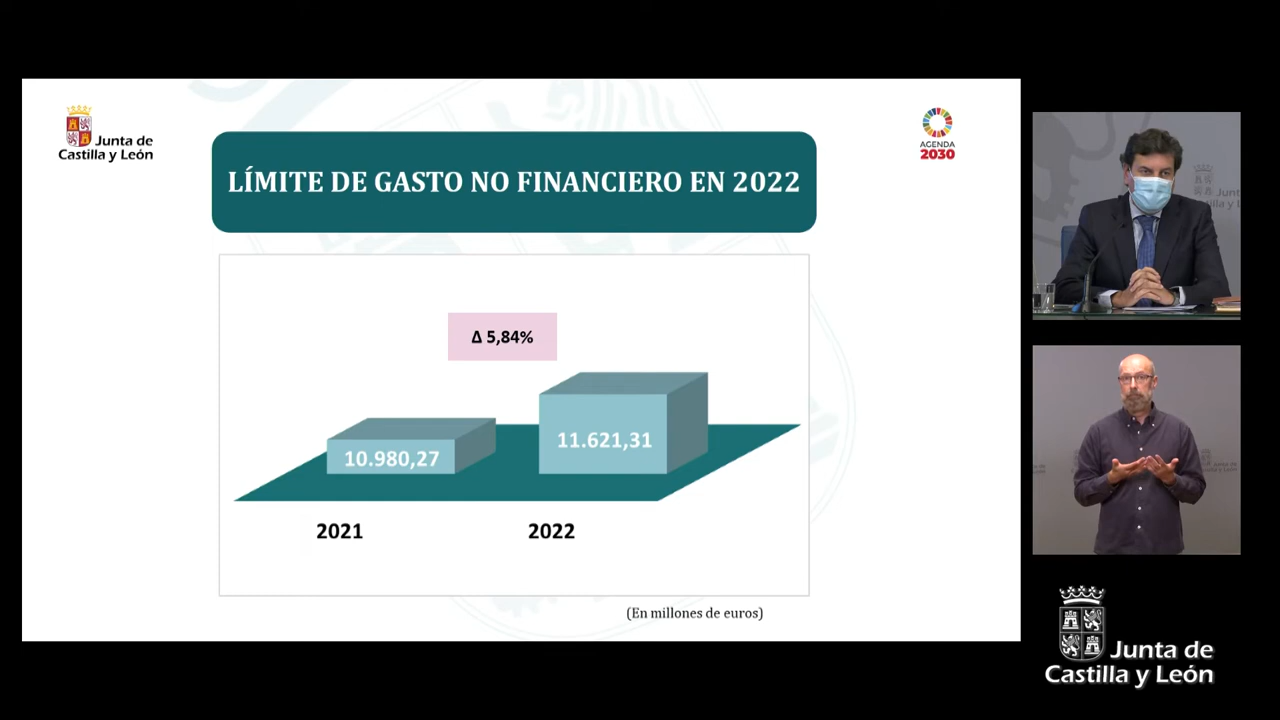 Junta de
Castilla y León
AGENDA
2030
LÍMITE DE GASTO NO FINANCIERO EN 2022
Δ 5,84%
10.980,27
11.621,31
2021
2022
(En millones de euros)
Junta de
Castilla y León